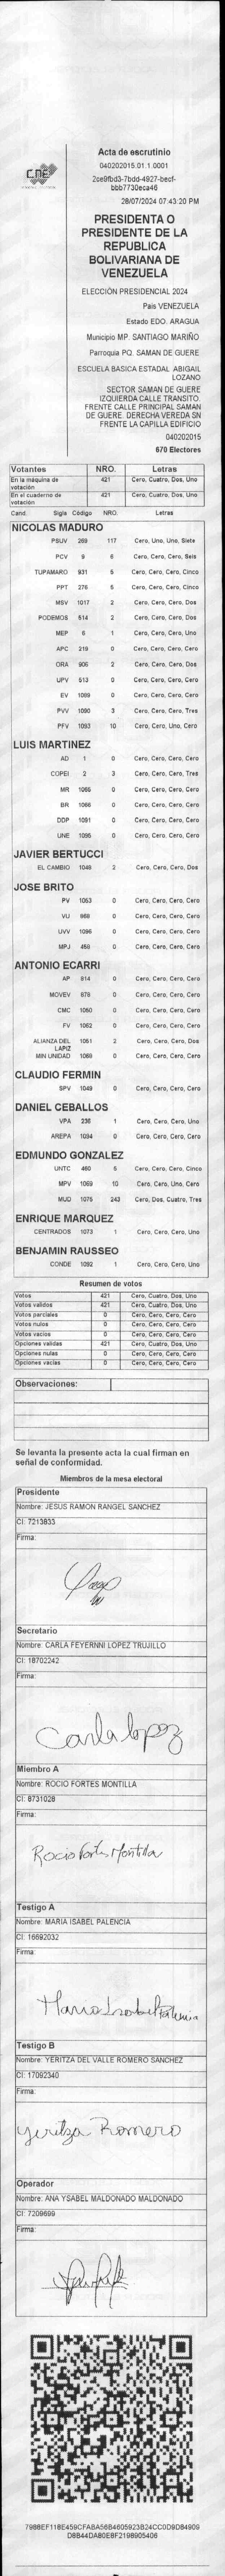 CNE
Acta de escrutinio
040202015.01.1.0001
2ce9fbd3-7bdd-4927-becf-
bbb7730eca46
28/07/2024 07:43:20 PM
PRESIDENTA O
PRESIDENTE DE LA
REPUBLICA
BOLIVARIANA DE
VENEZUELA
ELECCIÓN PRESIDENCIAL 2024
País VENEZUELA
Estado EDO. ARAGUA
Municipio MP. SANTIAGO MARIÑO
Parroquia PQ. SAMAN DE GUERE
ESCUELA BASICA ESTADAL ABIGAIL
LOZANO
SECTOR SAMAN DE GUERE
IZQUIERDA CALLE TRANSITO.
FRENTE CALLE PRINCIPAL SAMAN
DE GUERE. DERECHA VEREDA SN
FRENTE LA CAPILLA EDIFICIO
040202015
670 Electores
Votantes NRO. Letras
En la máquina de votación 421 Cero, Cuatro, Dos, Uno
En el cuaderno de votación 421 Cero, Cuatro, Dos, Uno
Cand. Sigla Código NRO. Letras
NICOLAS MADURO
PSUV 269 117 Cero, Uno, Uno, Siete
PCV 9 6 Cero, Cero, Cero, Seis
TUPAMARO 931 5 Cero, Cero, Cero, Cinco
PPT 276 5 Cero, Cero, Cero, Cinco
MSV 1017 2 Cero, Cero, Cero, Dos
PODEMOS 514 2 Cero, Cero, Cero, Dos
MEP 6 1 Cero, Cero, Cero, Uno
APC 219 0 Cero, Cero, Cero, Cero
ORA 906 2 Cero, Cero, Cero, Dos
UPV 513 0 Cero, Cero, Cero, Cero
EV 1089 0 Cero, Cero, Cero, Cero
PVV 1090 3 Cero, Cero, Cero, Tres
PFV 1093 10 Cero, Cero, Uno, Cero
LUIS MARTINEZ
AD 1 0 Cero, Cero, Cero, Cero
COPEI 2 3 Cero, Cero, Cero, Tres
MR 1065 0 Cero, Cero, Cero, Cero
BR 1066 0 Cero, Cero, Cero, Cero
DDP 1091 0 Cero, Cero, Cero, Cero
UNE 1095 0 Cero, Cero, Cero, Cero
JAVIER BERTUCCI
EL CAMBIO 1048 2 Cero, Cero, Cero, Dos
JOSE BRITO
PV 1053 0 Cero, Cero, Cero, Cero
VU 968 0 Cero, Cero, Cero, Cero
UVV 1096 0 Cero, Cero, Cero, Cero
MPJ 450 0 Cero, Cero, Cero, Cero
ANTONIO ECARRI
AP 814 0 Cero, Cero, Cero, Cero
MOVEV 878 0 Cero, Cero, Cero, Cero
CMC 1050 0 Cero, Cero, Cero, Cero
FV 1062 0 Cero, Cero, Cero, Cero
ALIANZA DEL LAPIZ 1051 2 Cero, Cero, Cero, Dos
MIN UNIDAD 1069 0 Cero, Cero, Cero, Cero
CLAUDIO FERMIN
SPV 1049 0 Cero, Cero, Cero, Cero
DANIEL CEBALLOS
VPA 236 1 Cero, Cero, Cero, Uno
AREPA 1094 0 Cero, Cero, Cero, Cero
EDMUNDO GONZALEZ
UNTC 460 5 Cero, Cero, Cero, Cinco
MPV 1069 10 Cero, Cero, Uno, Cero
MUD 1075 243 Cero, Dos, Cuatro, Tres
ENRIQUE MARQUEZ
CENTRADOS 1073 1 Cero, Cero, Cero, Uno
BENJAMIN RAUSSEO
CONDE 1092 1 Cero, Cero, Cero, Uno
Resumen de votos
Votos 421 Cero, Cuatro, Dos, Uno
Votos validos 421 Cero, Cuatro, Dos, Uno
Votos parciales 0 Cero, Cero, Cero, Cero
Votos nulos 0 Cero, Cero, Cero, Cero
Votos vacios 0 Cero, Cero, Cero, Cero
Opciones validas 421 Cero, Cuatro, Dos, Uno
Opciones nulas 0 Cero, Cero, Cero, Cero
Opciones vacias 0 Cero, Cero, Cero, Cero
Observaciones:
Se levanta la presente acta la cual firman en
señal de conformidad.
Miembros de la mesa electoral
Presidente
Nombre: JESUS RAMON RANGEL SANCHEZ
CI: 7213833
Firma:
Secretario
Nombre: CARLA FEYERNNI LOPEZ TRUJILLO
CI: 18702242
Firma:
Carla lopez
Miembro A
Nombre: ROCIO FORTES MONTILLA
CI: 8731028
Firma:
Rocio Fortes Montilla
Testigo A
Nombre: MARIA ISABEL PALENCIA
CI: 16692032
Firma:
Maria Isabel Palencia
Testigo B
Nombre: YERITZA DEL VALLE ROMERO SANCHEZ
CI: 17092340
Firma:
Yeritza Romero
Operador
Nombre: ANA YSABEL MALDONADO MALDONADO
CI: 7209699
Firma:
7988EF118E459CFABA56B4605923B24CC0D9D84909
D8B44DA80E8F2198905406